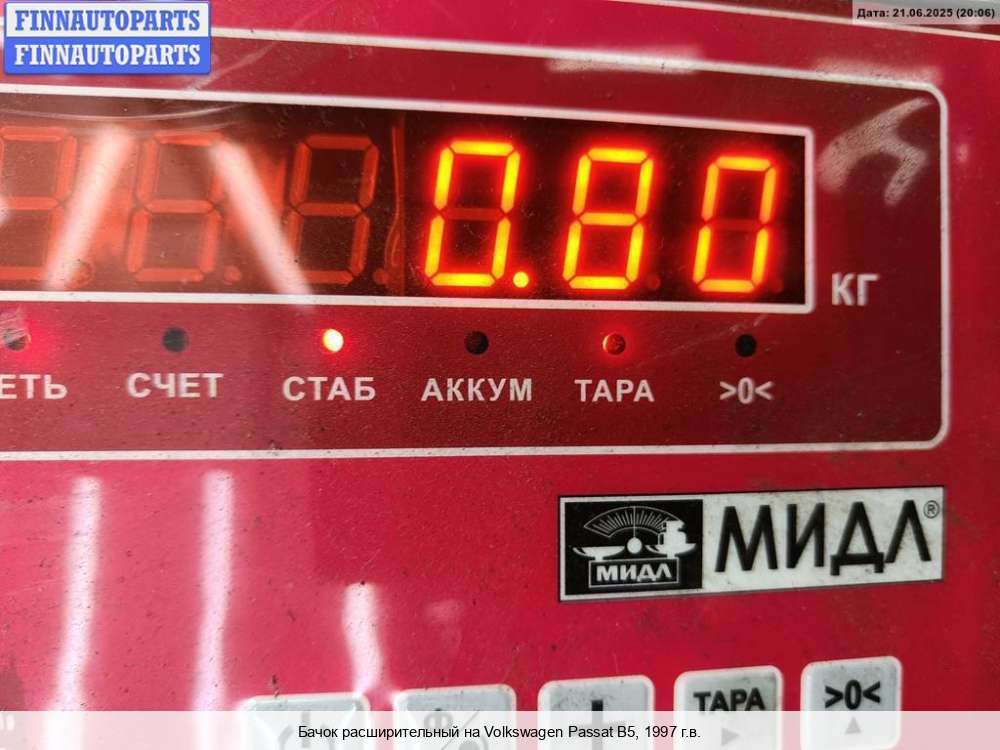 FINNAUTOPARTS
FINNAUTOPARTS
Дата: 21.06.2025 (20:06)
0.80
КГ
ЕТЬ СЧЕТ СТАБ АККУМ ТАРА >0<
МИДЛ
МИДЛ®
ТАРА >0<
Бачок расширительный на Volkswagen Passat B5, 1997 г.в.